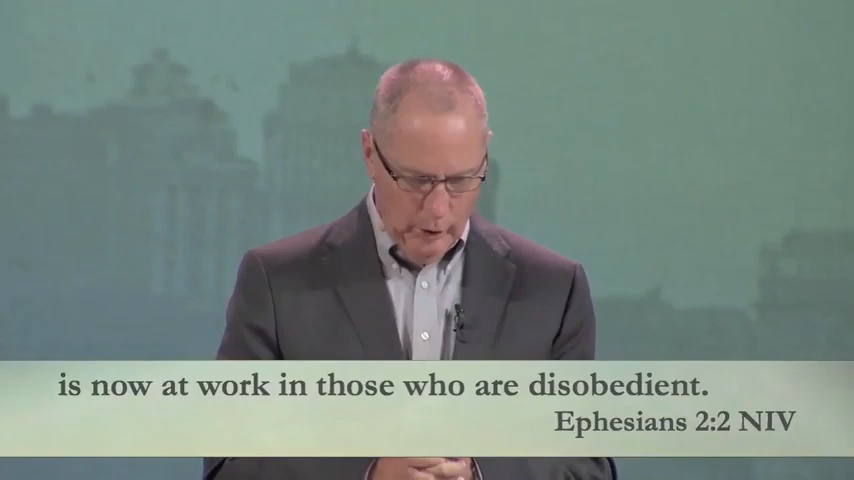 is now at work in those who are disobedient.
Ephesians 2:2 NIV